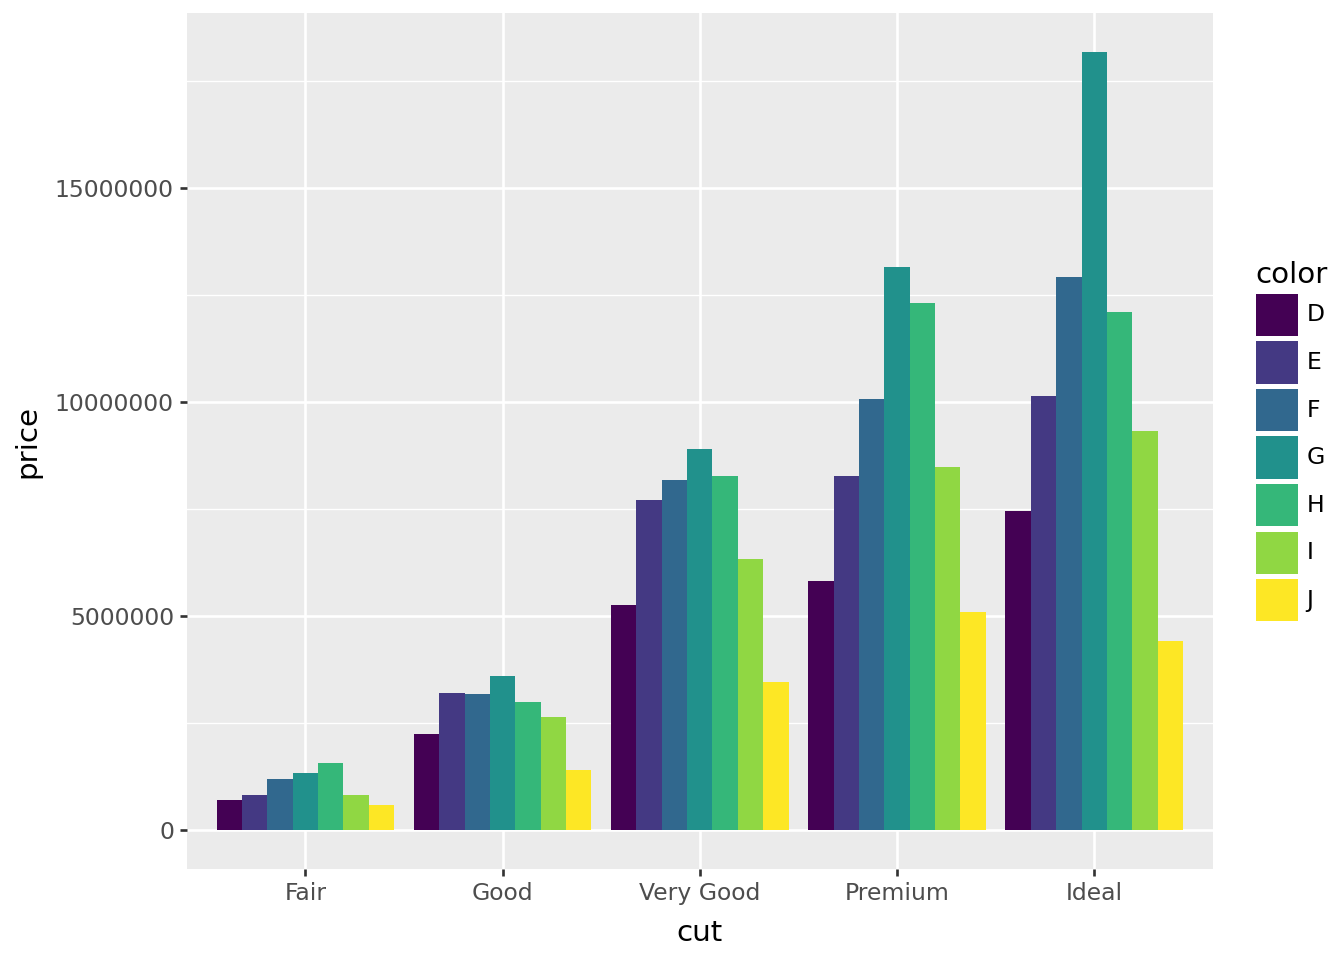 15000000
10000000
5000000
0
price
Fair
Good
Very Good
Premium
Ideal
cut
color
D
E
F
G
H
I
J